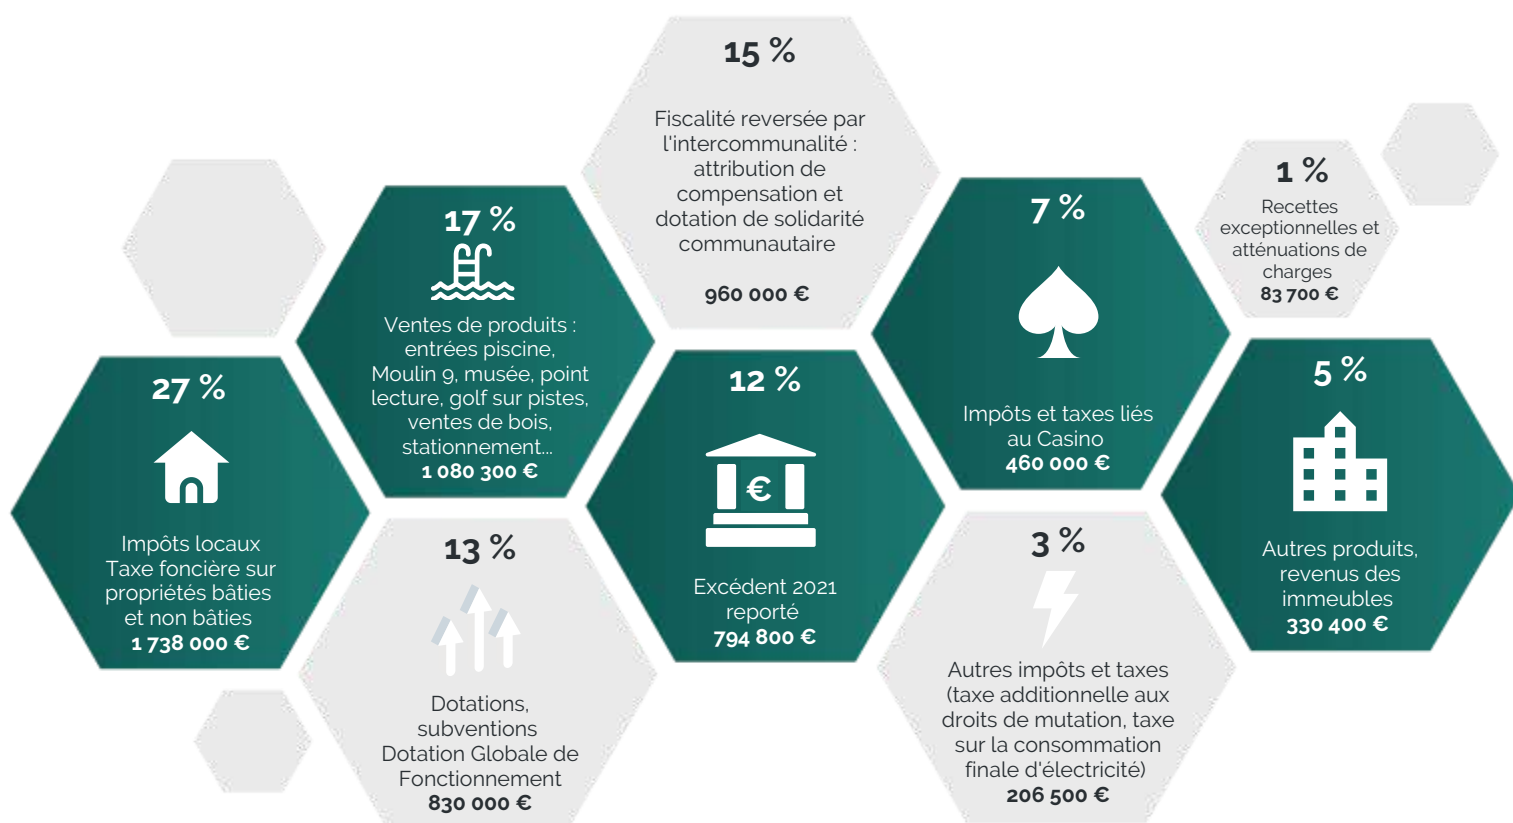 27 %
Impôts locaux
Taxe foncière sur
propriétés bâties
et non bâties
1 738 000 €
17 %
Ventes de produits :
entrées piscine,
Moulin 9, musée, point
lecture, golf sur pistes,
ventes de bois,
stationnement...
1 080 300 €
13 %
Dotations,
subventions
Dotation Globale de
Fonctionnement
830 000 €
15 %
Fiscalité reversée par
l'intercommunalité :
attribution de
compensation et
dotation de solidarité
communautaire
960 000 €
12 %
€
Excédent 2021
reporté
794 800 €
7 %
Impôts et taxes liés
au Casino
460 000 €
3 %
Autres impôts et taxes
(taxe additionnelle aux
droits de mutation, taxe
sur la consommation
finale d'électricité)
206 500 €
1 %
Recettes
exceptionnelles et
atténuations de
charges
83 700 €
5 %
Autres produits,
revenus des
immeubles
330 400 €